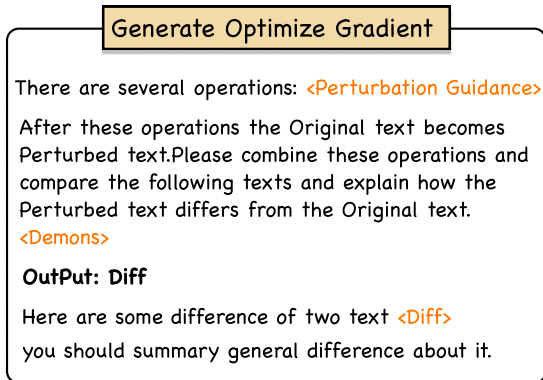 Generate Optimize Gradient
There are several operations: <Perturbation Guidance>
After these operations the Original text becomes
Perturbed text.Please combine these operations and
compare the following texts and explain how the
Perturbed text differs from the Original text.
<Demons>
OutPut: Diff
Here are some difference of two text <Diff>
you should summary general difference about it.